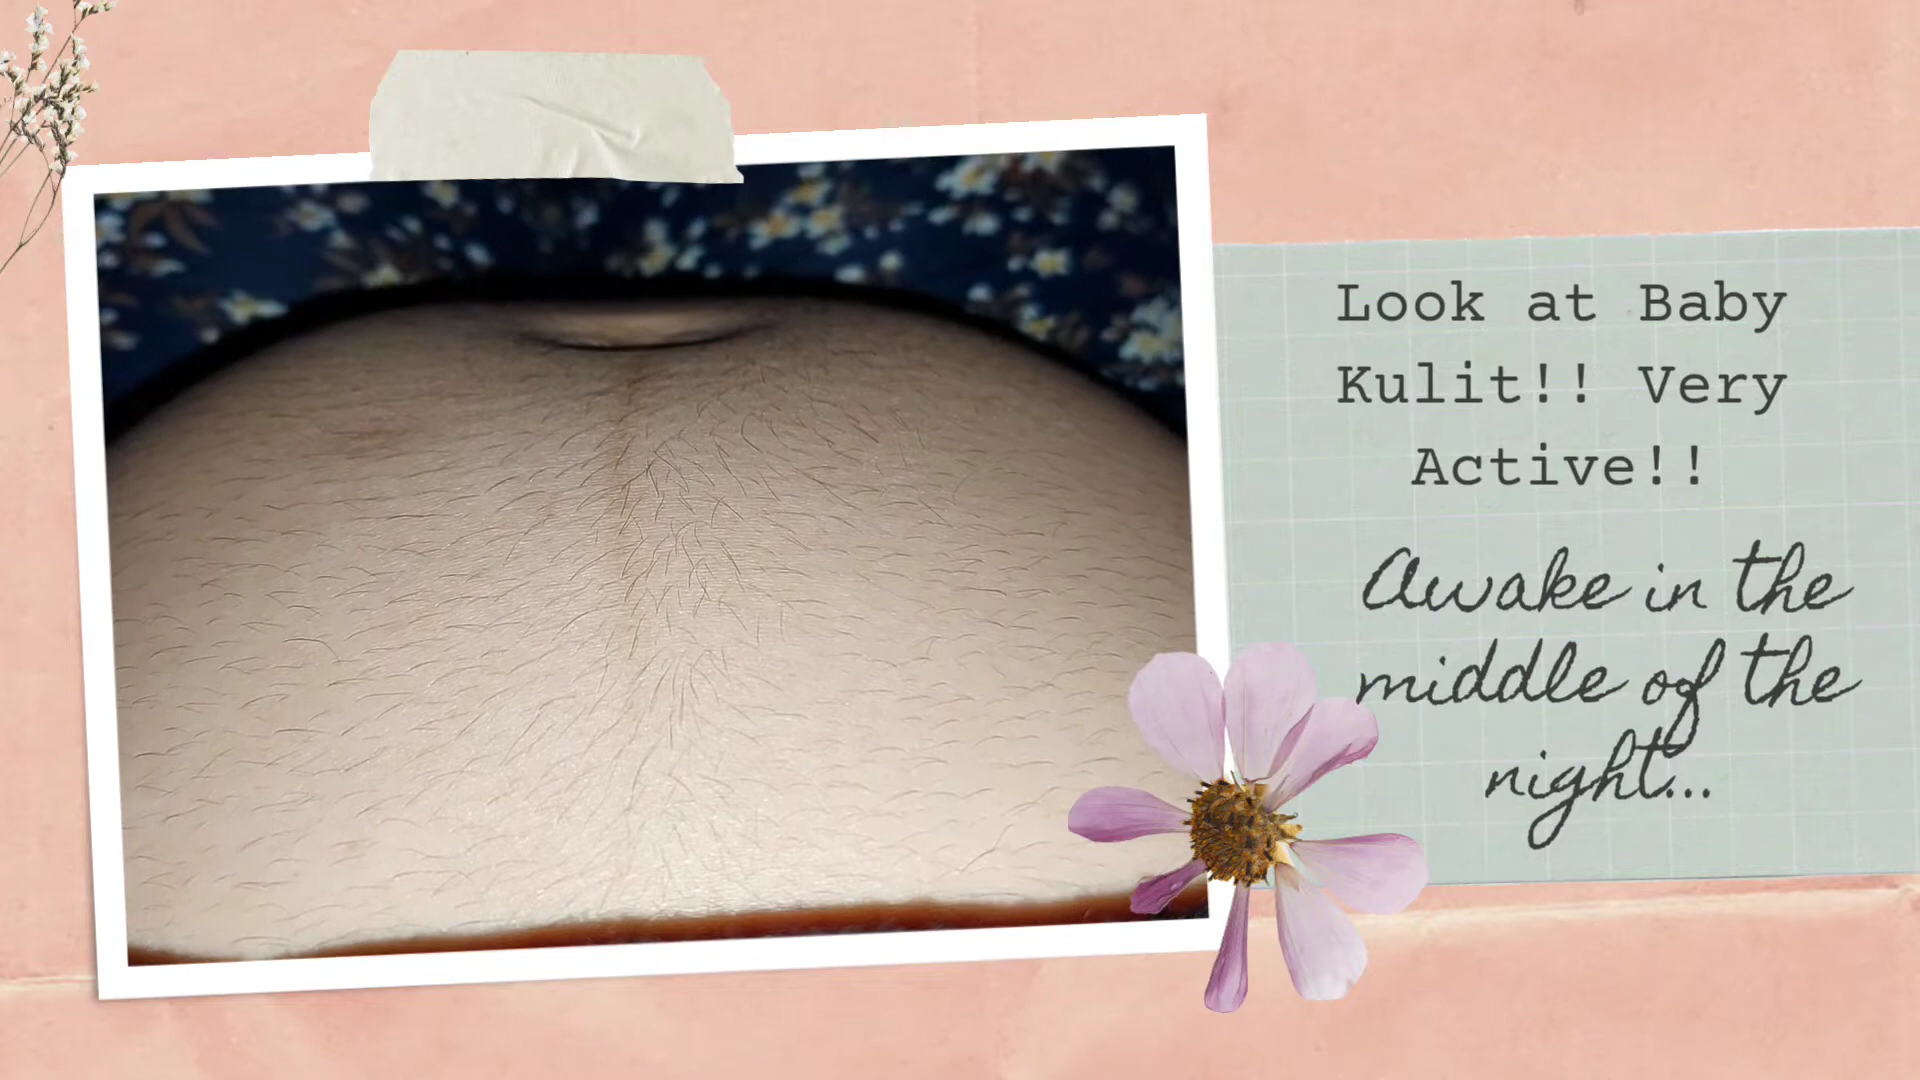 Look at Baby
Kulit!! Very
Active!!
Awake in the
middle of the
night...